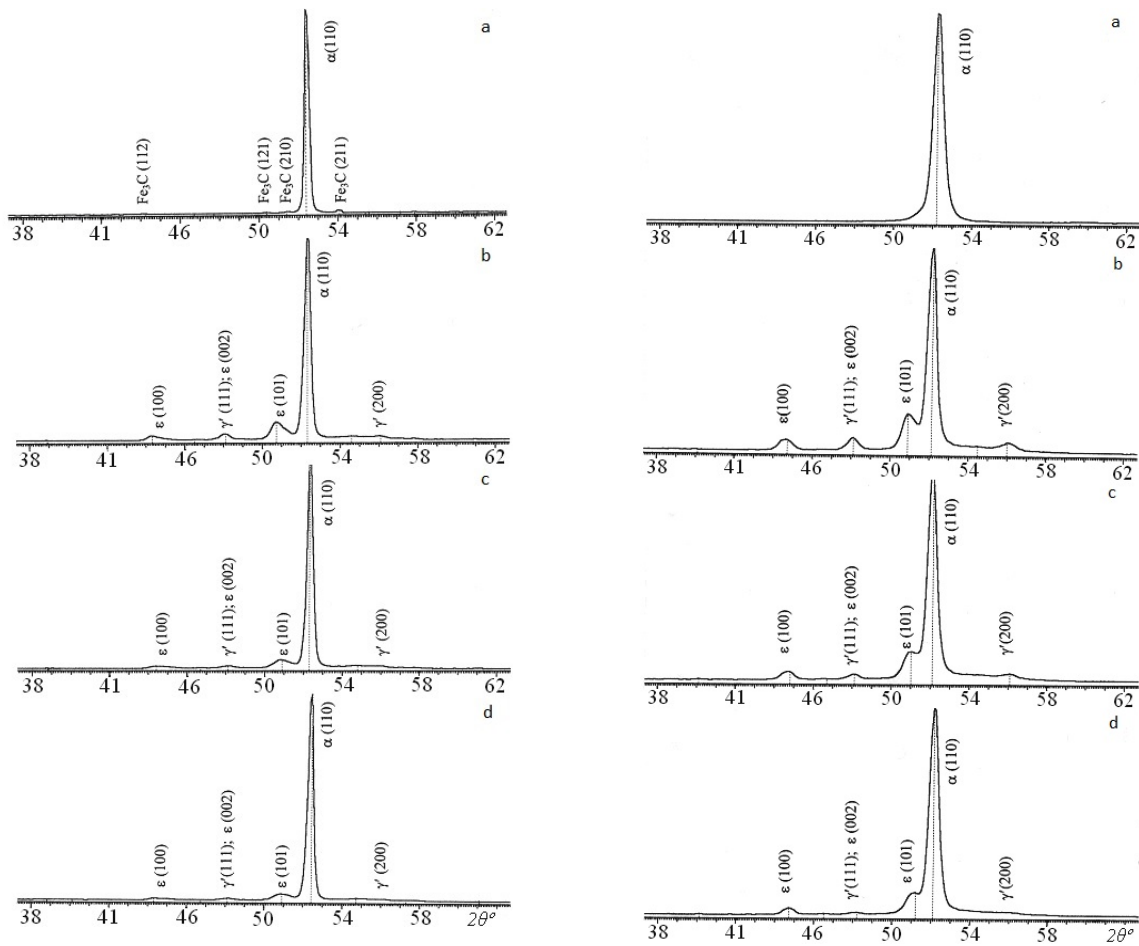 a
α(110)
Fe₃C (112)
Fe₃C (121)
Fe₃C (210)
Fe₃C (211)
38 41 46 50 54 58 62
b
α (110)
ε (100)
γ' (111); ε (002)
ε (101)
γ' (200)
38 41 46 50 54 58 62
c
α (110)
ε (100)
γ' (111); ε (002)
ε (101)
γ' (200)
38 41 46 50 54 58 62
d
α (110)
ε (100)
γ'(111); ε (002)
ε (101)
γ'(200)
38 41 46 50 54 58 2θ°
a
α (110)
38 41 46 50 54 58 62
b
α (110)
ε(100)
γ'(111); ε (002)
ε (101)
γ'(200)
38 41 46 50 54 58 62
c
α (110)
ε (100)
γ'(111); ε (002)
ε (101)
γ'(200)
38 41 46 50 54 58 62
d
α (110)
ε (100)
γ'(111); ε (002)
ε (101)
γ'(200)
38 41 46 50 54 58 2θ°